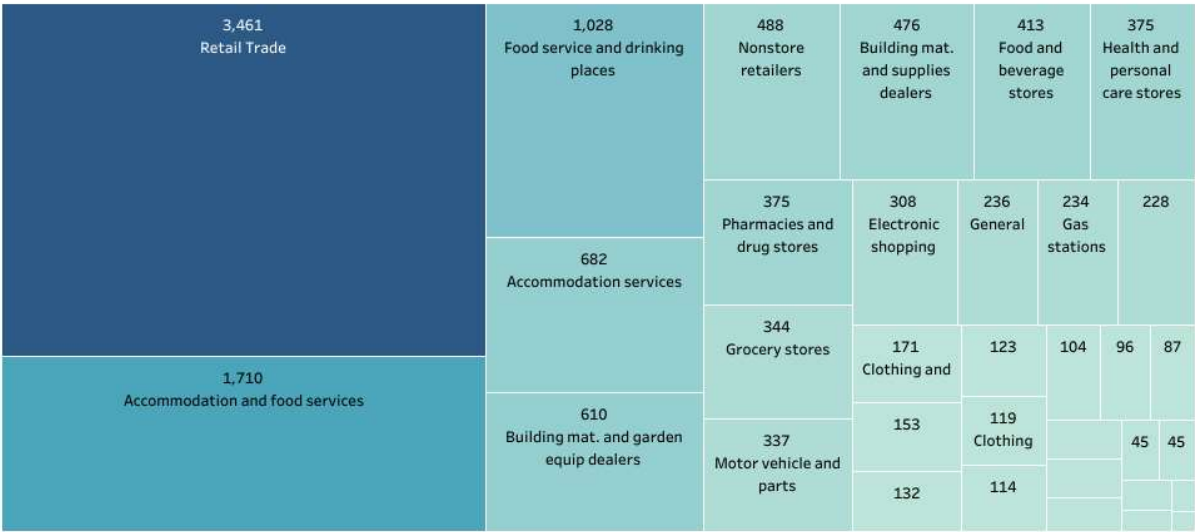 3,461
Retail Trade
1,710
Accommodation and food services
1,028
Food service and drinking
places
682
Accommodation services
610
Building mat. and garden
equip dealers
488
Nonstore
retailers
476
Building mat.
and supplies
dealers
413
Food and
beverage
stores
375
Health and
personal
care stores
375
Pharmacies and
drug stores
344
Grocery stores
337
Motor vehicle and
parts
308
Electronic
shopping
236
General
234
Gas
stations
228
171
Clothing and
153
132
123
119
Clothing
114
104
96
87
45
45